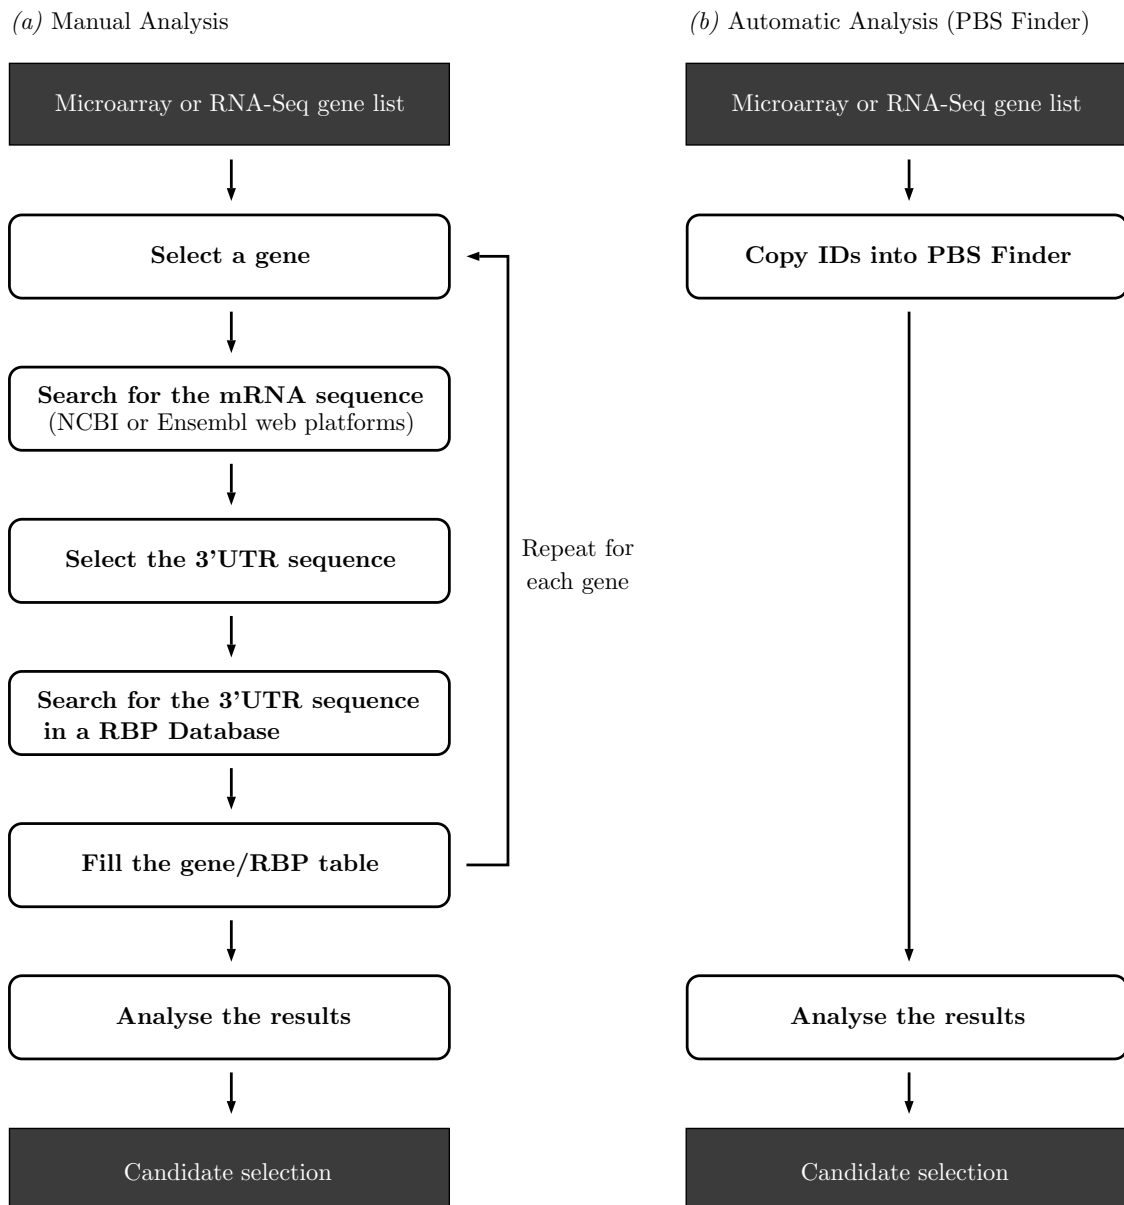 (a) Manual Analysis
Microarray or RNA-Seq gene list
Select a gene
Search for the mRNA sequence
(NCBI or Ensembl web platforms)
Select the 3'UTR sequence
Search for the 3'UTR sequence
in a RBP Database
Fill the gene/RBP table
Repeat for
each gene
Analyse the results
Candidate selection
(b) Automatic Analysis (PBS Finder)
Microarray or RNA-Seq gene list
Copy IDs into PBS Finder
Analyse the results
Candidate selection